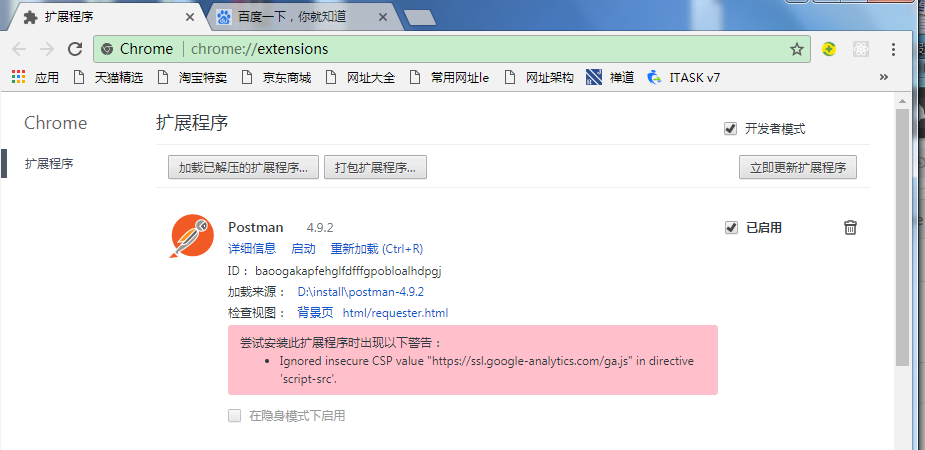 扩展程序
百度一下，你就知道
Chrome chrome://extensions
应用 天猫精选 淘宝特卖 京东商城 网址大全 常用网址le 网址架构 禅道 ITASK v7 »
Chrome
扩展程序
开发者模式
扩展程序
加载已解压的扩展程序... 打包扩展程序... 立即更新扩展程序
Postman 4.9.2 已启用
详细信息 启动 重新加载 (Ctrl+R)
ID： baoogakapfehglfdfffgpobloalhdpgj
加载来源： D:\install\postman-4.9.2
检查视图： 背景页 html/requester.html
尝试安装此扩展程序时出现以下警告：
• Ignored insecure CSP value "https://ssl.google-analytics.com/ga.js" in directive
'script-src'.
在隐身模式下启用